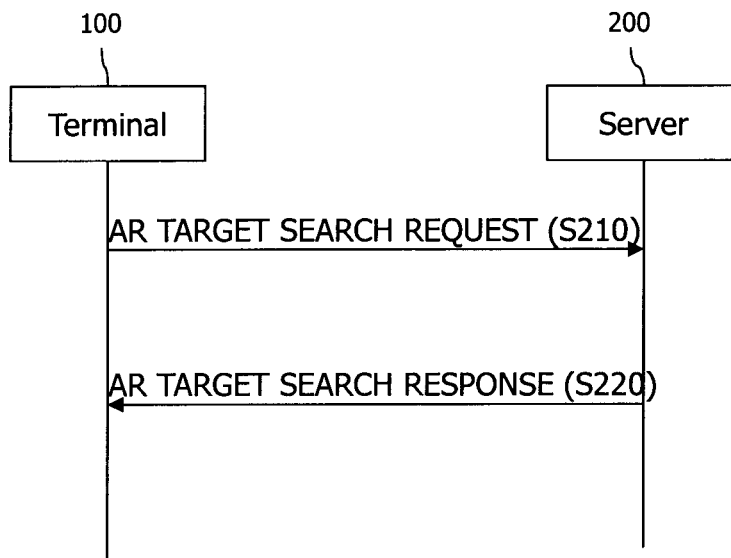 100
200
Terminal
Server
AR TARGET SEARCH REQUEST (S210)
AR TARGET SEARCH RESPONSE (S220)